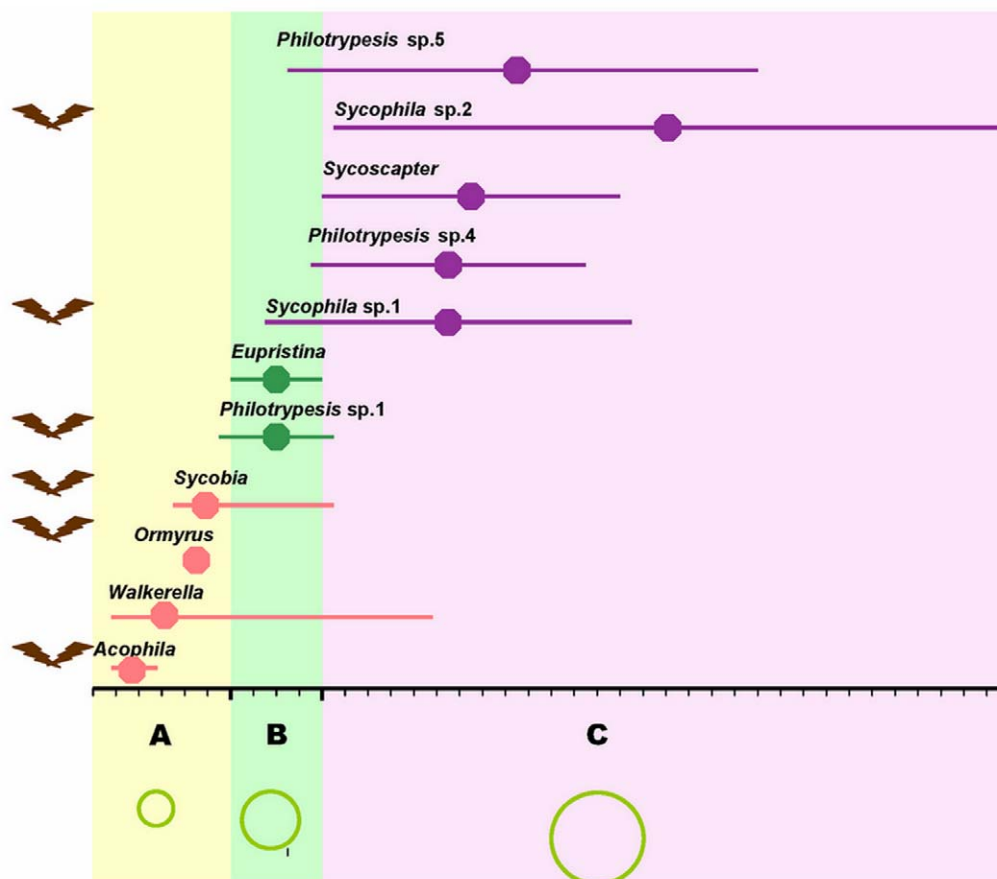 Philotrypesis sp.5
Sycophila sp.2
Sycoscapter
Philotrypesis sp.4
Sycophila sp.1
Eupristina
Philotrypesis sp.1
Sycobia
Ormyrus
Walkerella
Acophila
A B C